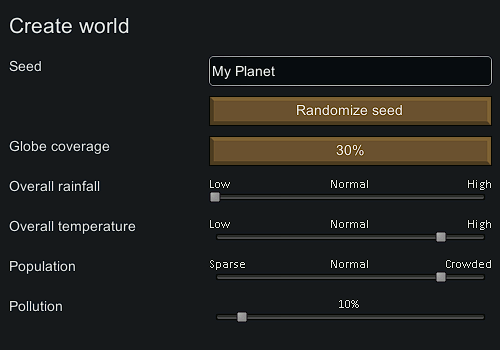 Create world
Seed
My Planet
Randomize seed
Globe coverage
30%
Overall rainfall
Low Normal High
Overall temperature
Low Normal High
Population
Sparse Normal Crowded
Pollution
10%